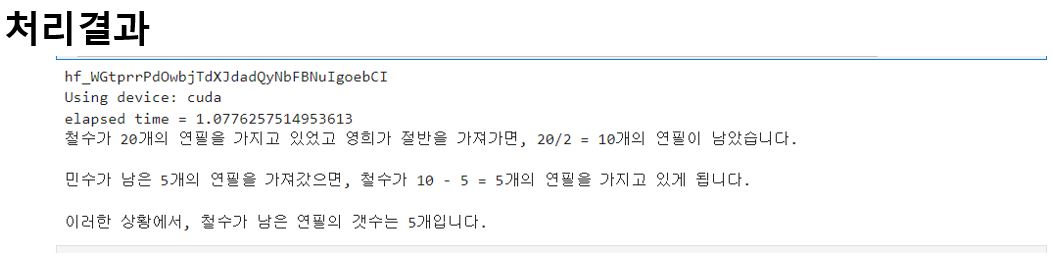 처리결과
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
Using device: cuda
elapsed time = 1.0776257514953613
철수가 20개의 연필을 가지고 있었고 영희가 절반을 가져가면, 20/2 = 10개의 연필이 남았습니다.
민수가 남은 5개의 연필을 가져갔으면, 철수가 10 - 5 = 5개의 연필을 가지고 있게 됩니다.
이러한 상황에서, 철수가 남은 연필의 갯수는 5개입니다.